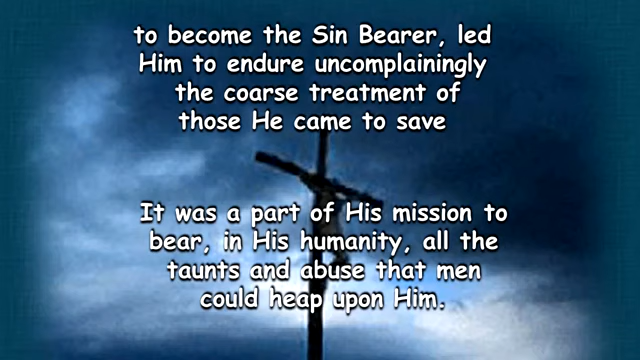 to become the Sin Bearer, led
Him to endure uncomplainingly
the coarse treatment of
those He came to save
It was a part of His mission to
bear, in His humanity, all the
taunts and abuse that men
could heap upon Him.